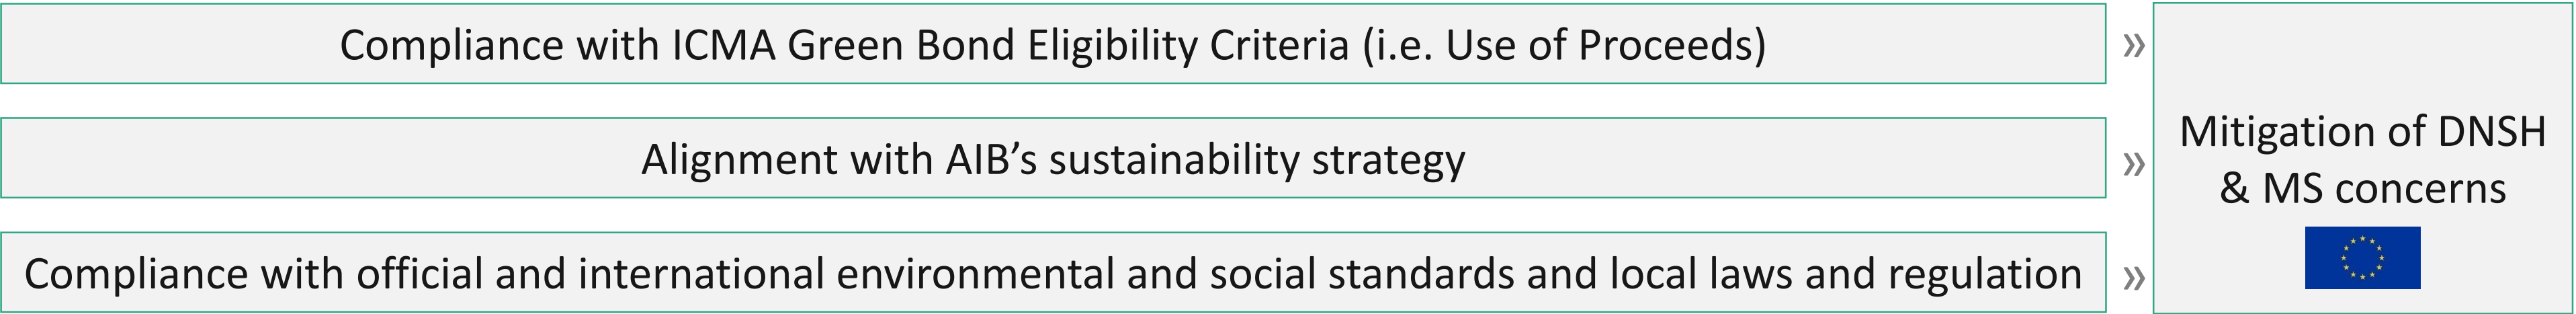 Compliance with ICMA Green Bond Eligibility Criteria (i.e. Use of Proceeds)
»
Alignment with AIB’s sustainability strategy
»
Compliance with official and international environmental and social standards and local laws and regulation
»
Mitigation of DNSH
& MS concerns